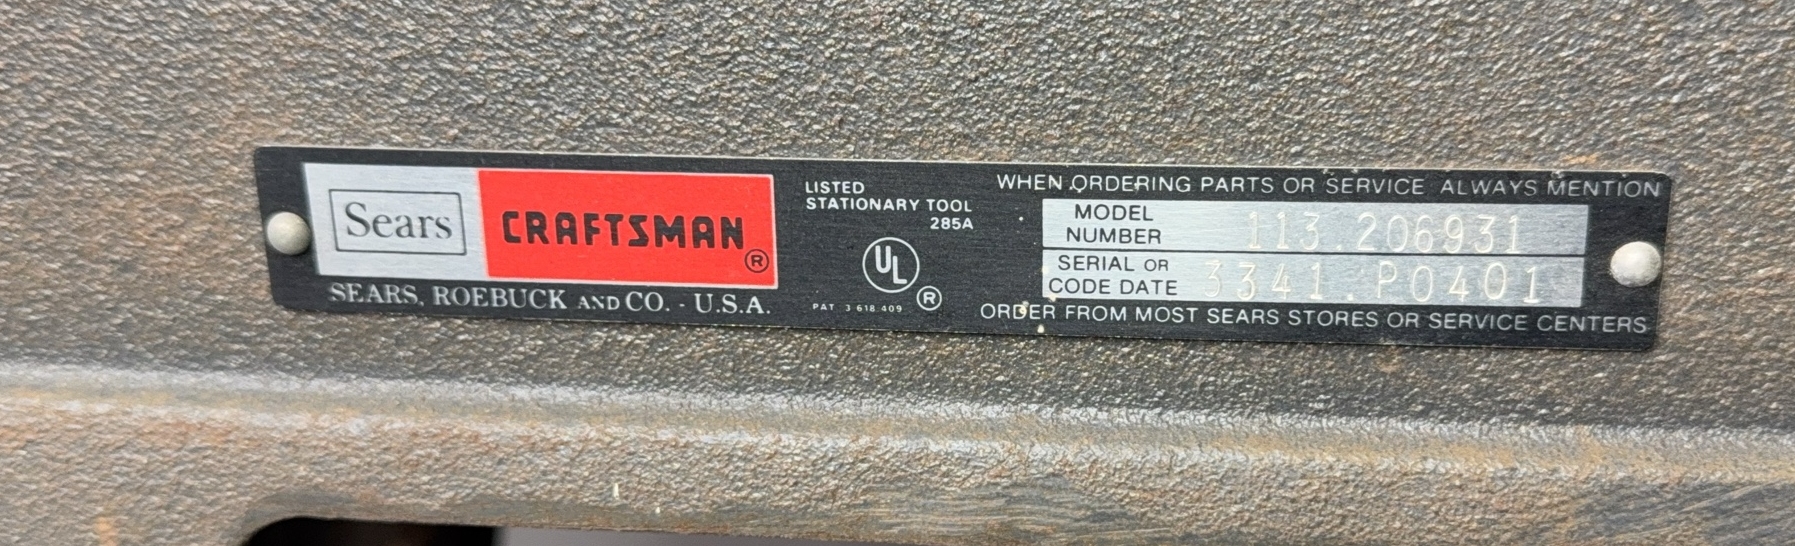 Sears
CRAFTSMAN®
SEARS, ROEBUCK AND CO. - U.S.A.
LISTED
STATIONARY TOOL
285A
UL
®
PAT 3 618 409
WHEN ORDERING PARTS OR SERVICE ALWAYS MENTION
MODEL
NUMBER 113.206931
SERIAL OR
CODE DATE 3341.P0401
ORDER FROM MOST SEARS STORES OR SERVICE CENTERS